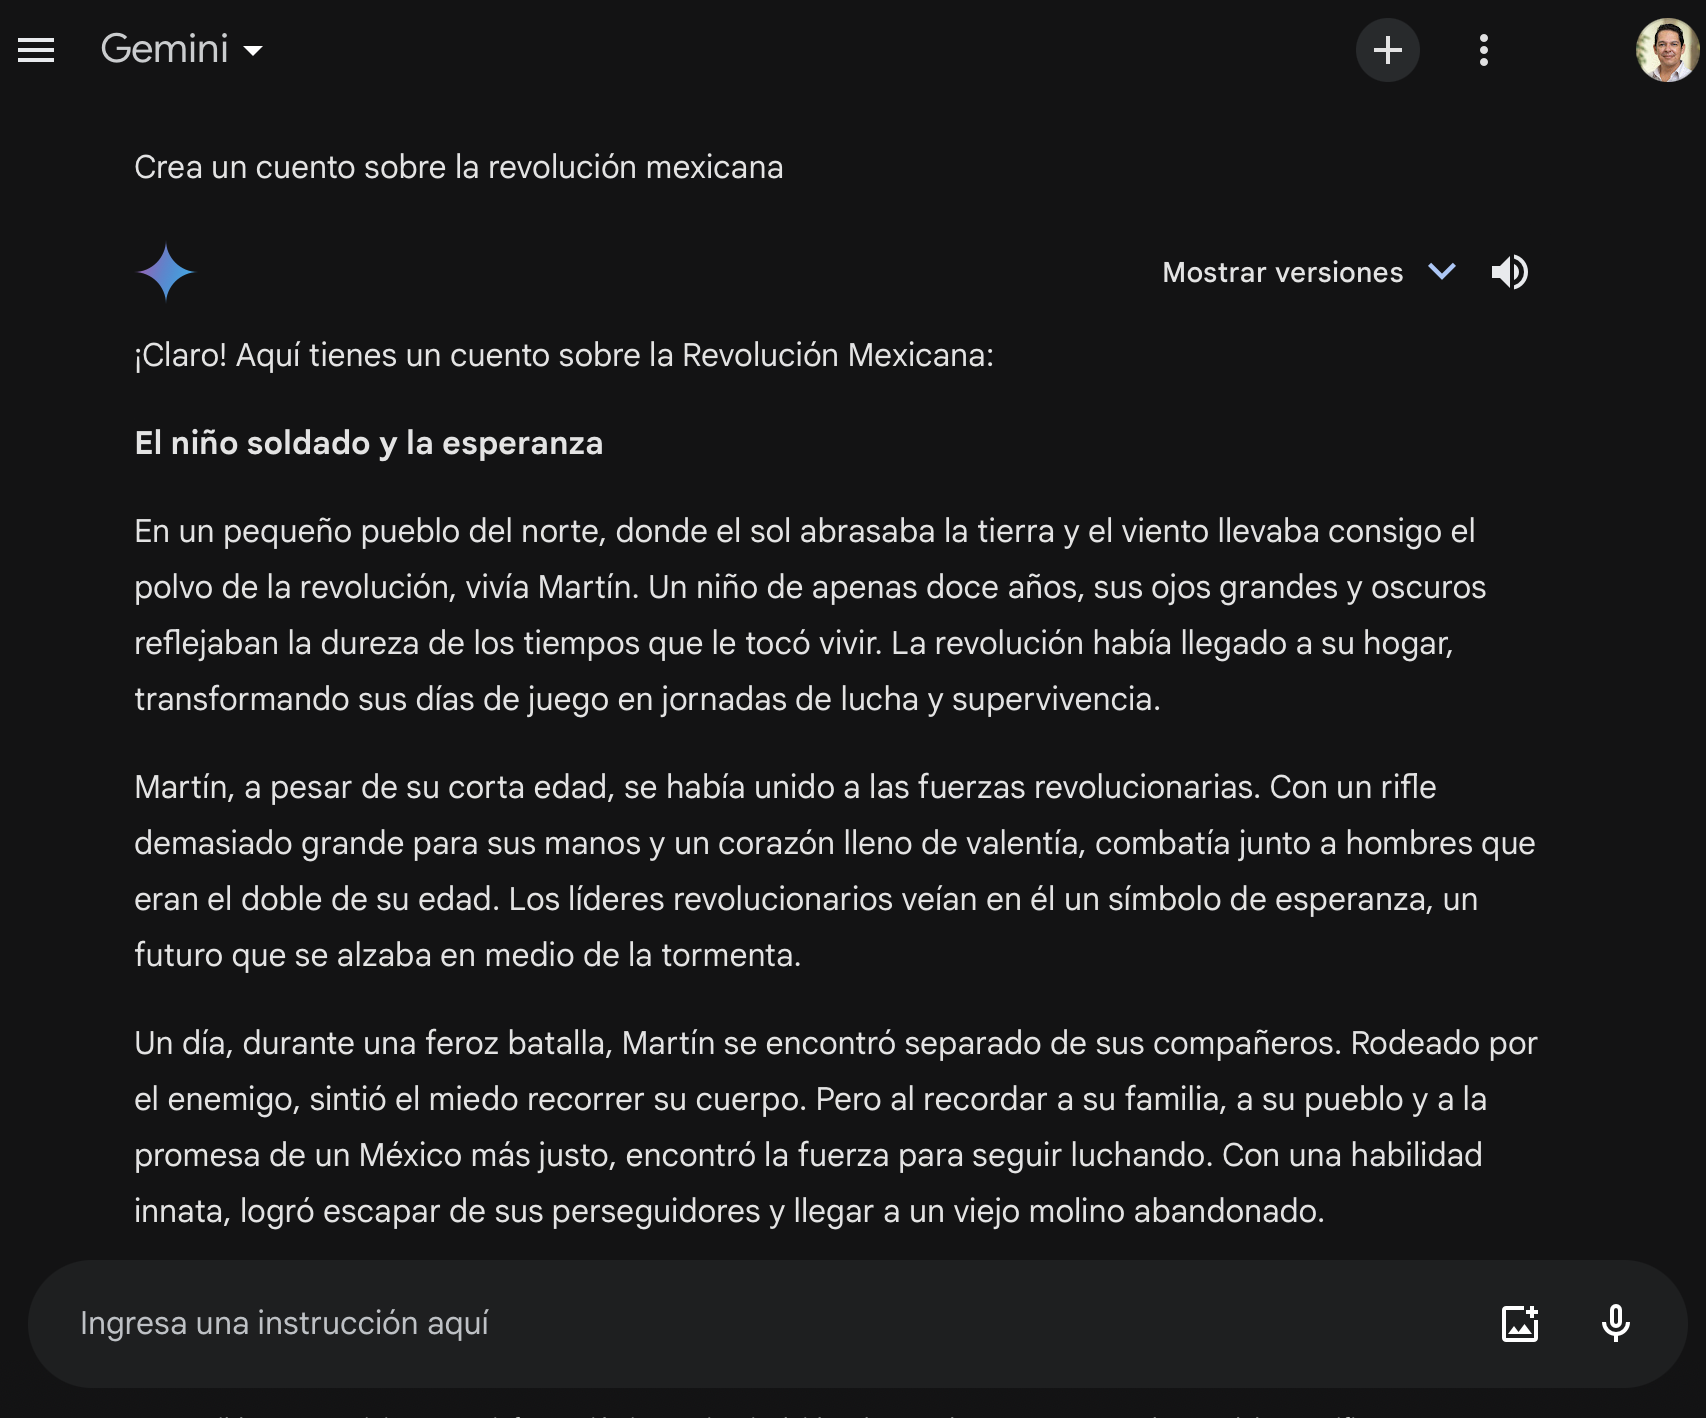 Gemini
Crea un cuento sobre la revolución mexicana
Mostrar versiones
¡Claro! Aquí tienes un cuento sobre la Revolución Mexicana:
El niño soldado y la esperanza
En un pequeño pueblo del norte, donde el sol abrasaba la tierra y el viento llevaba consigo el
polvo de la revolución, vivía Martín. Un niño de apenas doce años, sus ojos grandes y oscuros
reflejaban la dureza de los tiempos que le tocó vivir. La revolución había llegado a su hogar,
transformando sus días de juego en jornadas de lucha y supervivencia.
Martín, a pesar de su corta edad, se había unido a las fuerzas revolucionarias. Con un rifle
demasiado grande para sus manos y un corazón lleno de valentía, combatía junto a hombres que
eran el doble de su edad. Los líderes revolucionarios veían en él un símbolo de esperanza, un
futuro que se alzaba en medio de la tormenta.
Un día, durante una feroz batalla, Martín se encontró separado de sus compañeros. Rodeado por
el enemigo, sintió el miedo recorrer su cuerpo. Pero al recordar a su familia, a su pueblo y a la
promesa de un México más justo, encontró la fuerza para seguir luchando. Con una habilidad
innata, logró escapar de sus perseguidores y llegar a un viejo molino abandonado.
Ingresa una instrucción aquí